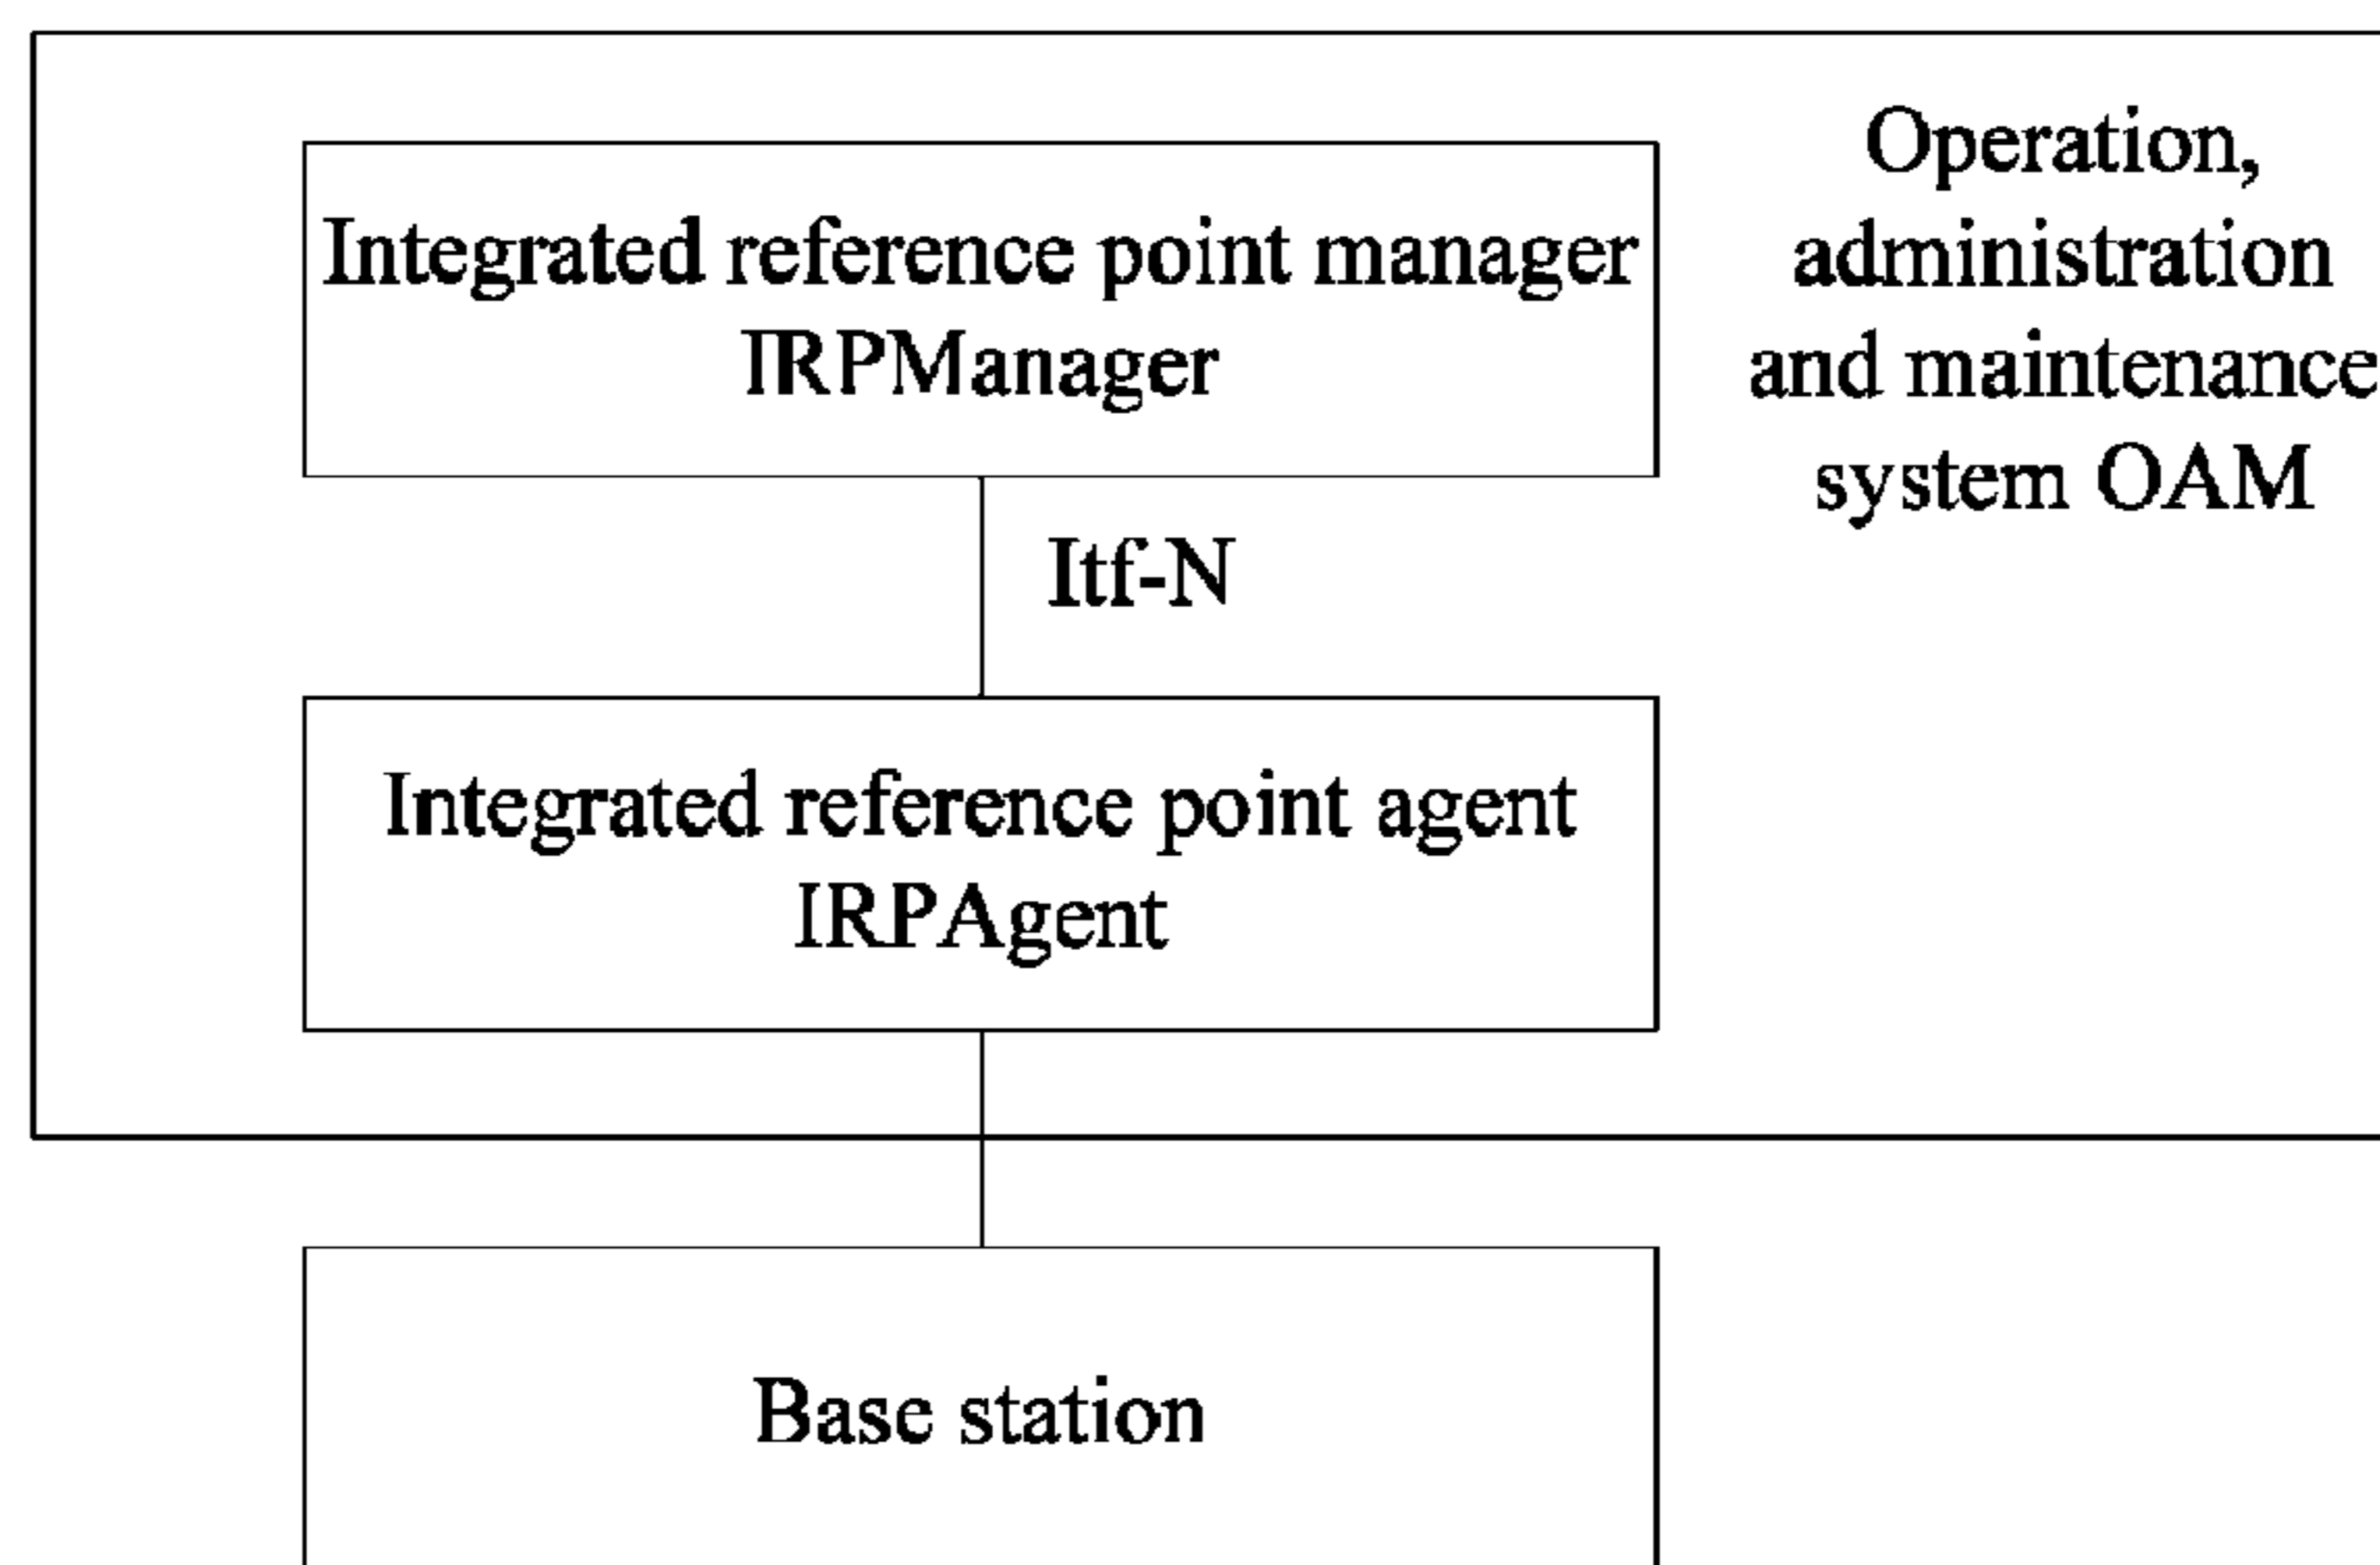 Operation,
administration
and maintenance
system OAM
Integrated reference point manager
IRPManager
Itf-N
Integrated reference point agent
IRPAgent
Base station